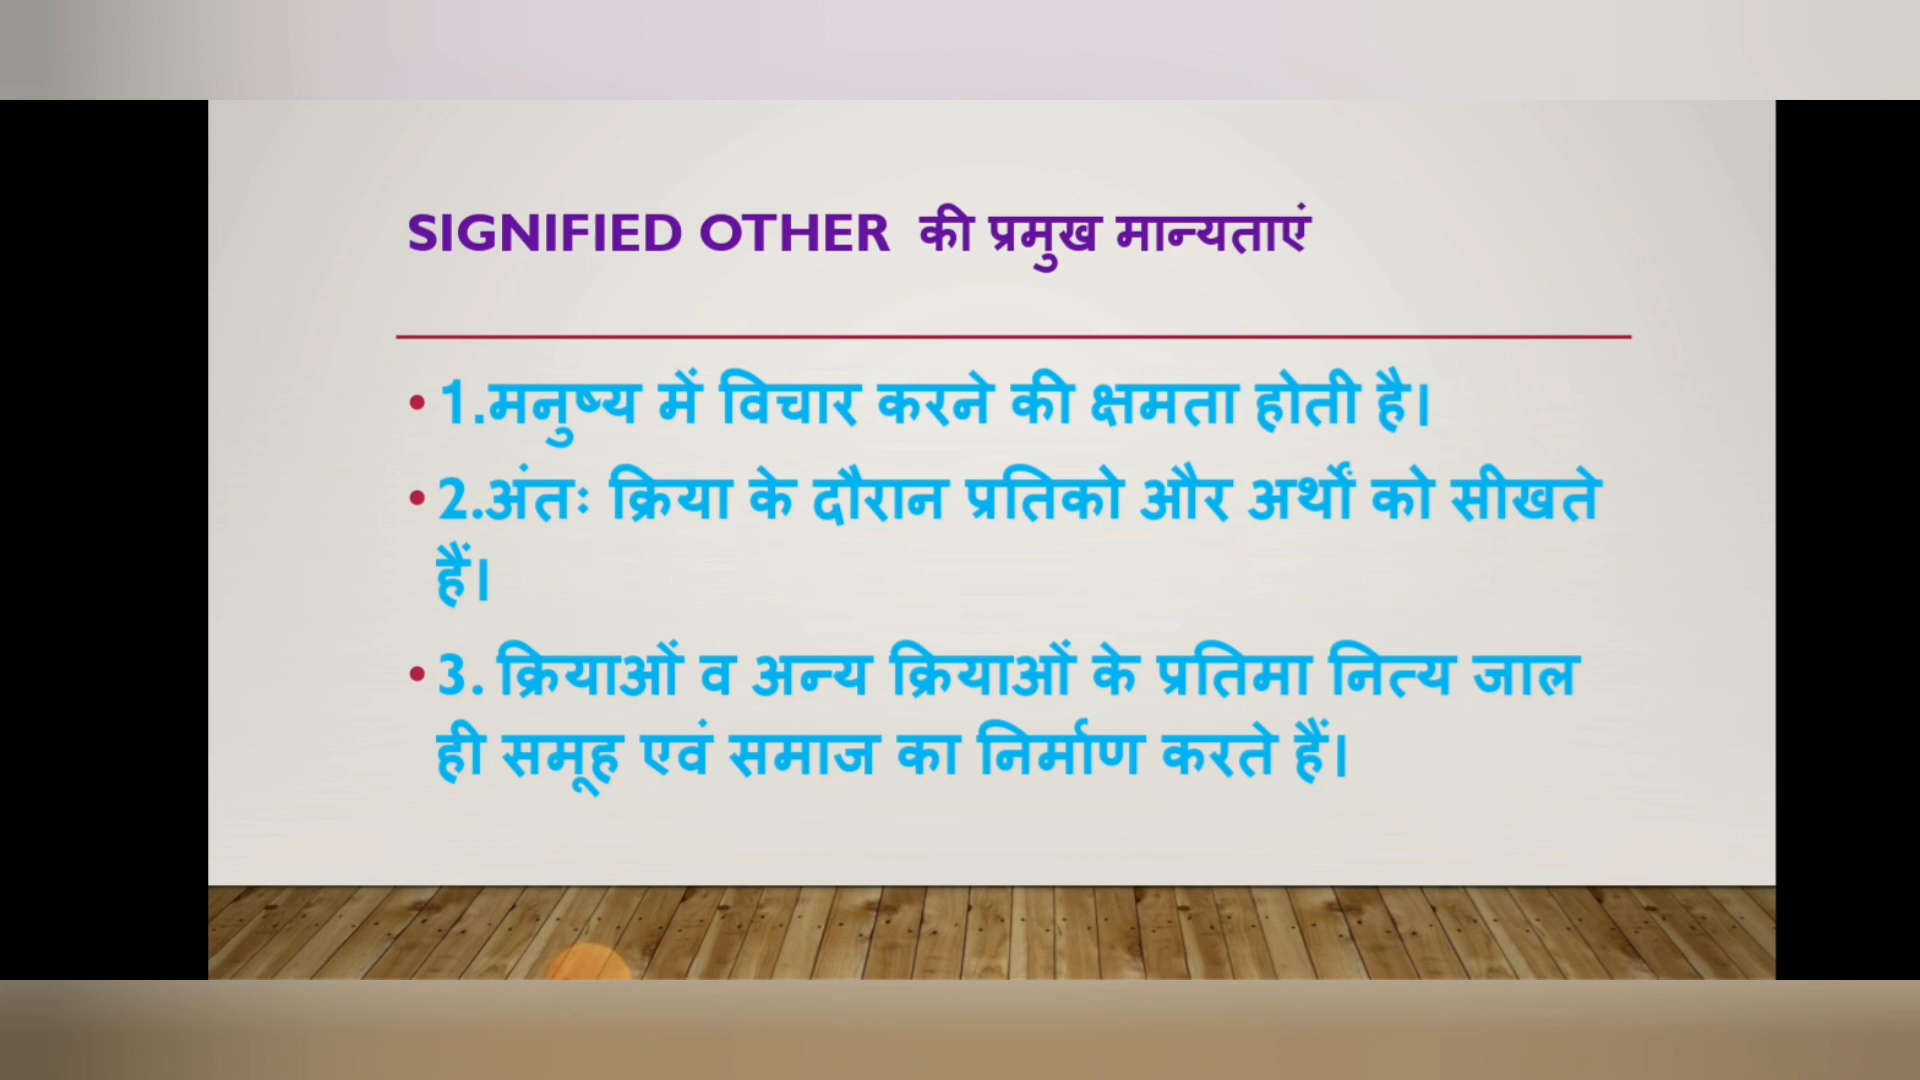 SIGNIFIED OTHER की प्रमुख मान्यताएं
• 1.मनुष्य में विचार करने की क्षमता होती है।
• 2.अंतः क्रिया के दौरान प्रतिको और अर्थों को सीखते
हैं।
• 3. क्रियाओं व अन्य क्रियाओं के प्रतिमा नित्य जाल
ही समूह एवं समाज का निर्माण करते हैं।